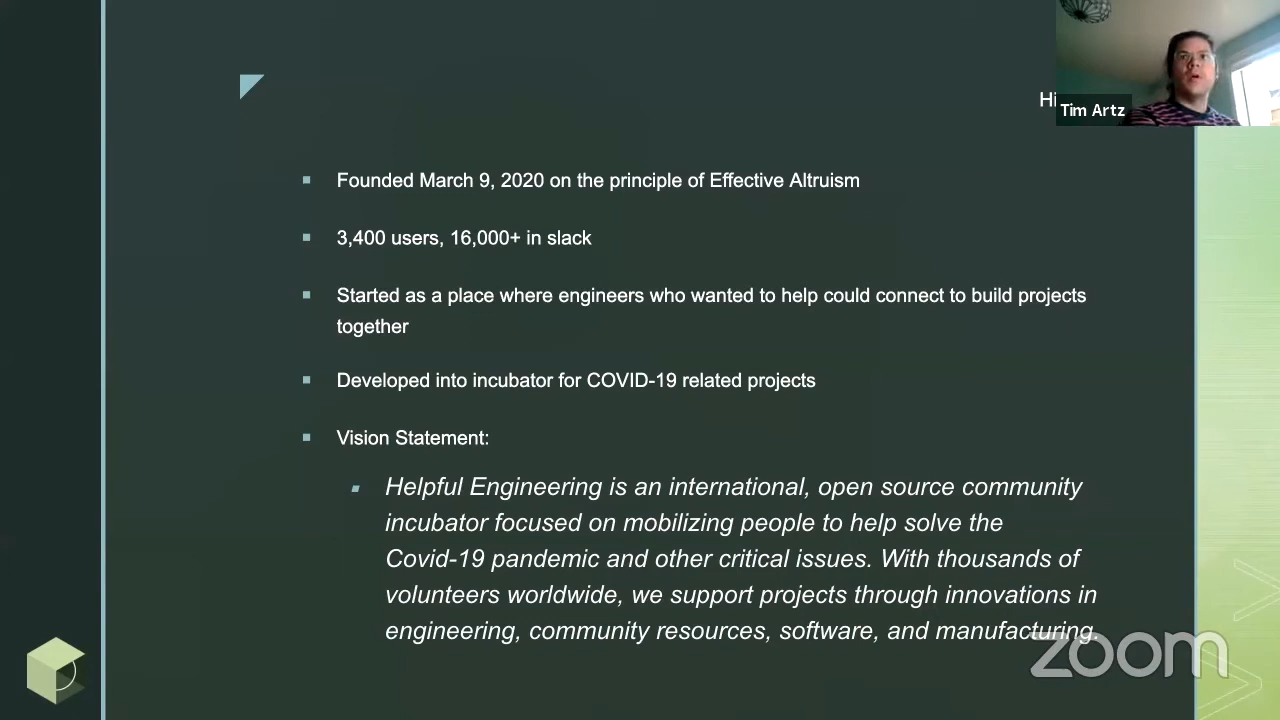 Hi
Tim Artz
Founded March 9, 2020 on the principle of Effective Altruism
3,400 users, 16,000+ in slack
Started as a place where engineers who wanted to help could connect to build projects
together
Developed into incubator for COVID-19 related projects
Vision Statement:
Helpful Engineering is an international, open source community
incubator focused on mobilizing people to help solve the
Covid-19 pandemic and other critical issues. With thousands of
volunteers worldwide, we support projects through innovations in
engineering, community resources, software, and manufacturing.
zoom